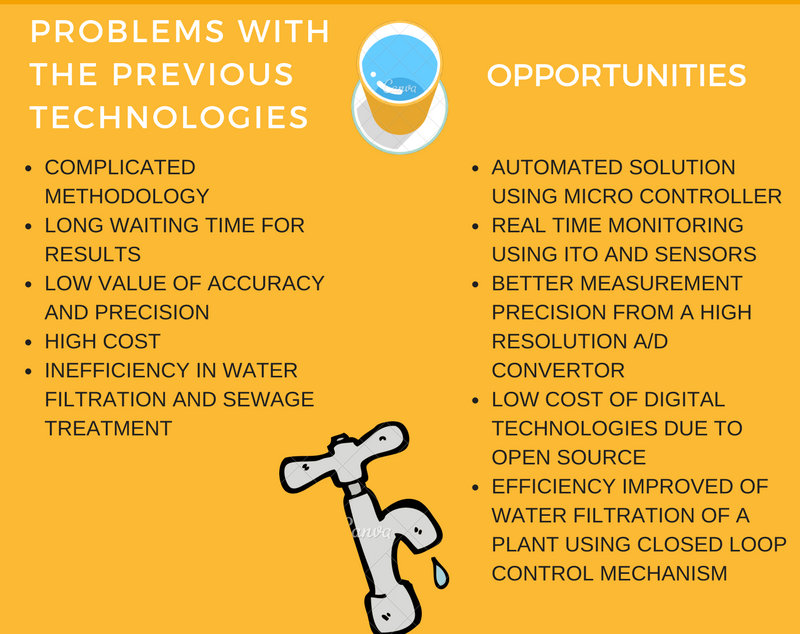 PROBLEMS WITH
THE PREVIOUS
TECHNOLOGIES
• COMPLICATED
METHODOLOGY
• LONG WAITING TIME FOR
RESULTS
• LOW VALUE OF ACCURACY
AND PRECISION
• HIGH COST
• INEFFICIENCY IN WATER
FILTRATION AND SEWAGE
TREATMENT
Canva
OPPORTUNITIES
• AUTOMATED SOLUTION
USING MICRO CONTROLLER
• REAL TIME MONITORING
USING ITO AND SENSORS
• BETTER MEASUREMENT
PRECISION FROM A HIGH
RESOLUTION A/D
CONVERTOR
• LOW COST OF DIGITAL
TECHNOLOGIES DUE TO
OPEN SOURCE
• EFFICIENCY IMPROVED OF
WATER FILTRATION OF A
PLANT USING CLOSED LOOP
CONTROL MECHANISM
Canva